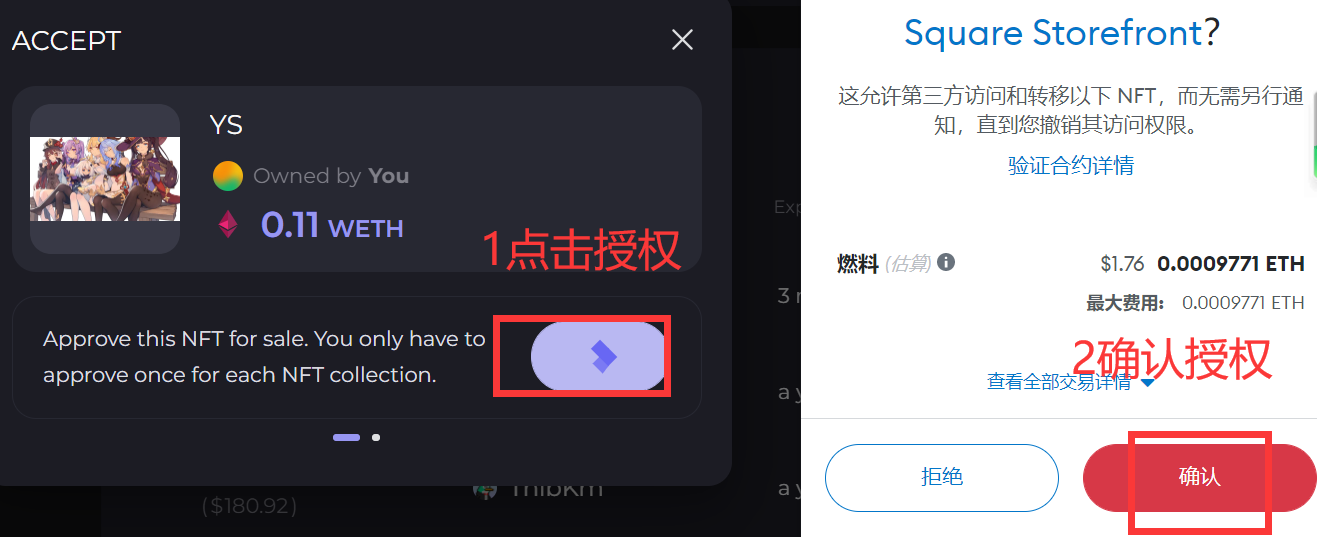 ACCEPT
YS
Owned by You
0.11 WETH
1点击授权
Approve this NFT for sale. You only have to
approve once for each NFT collection.
($180.92)
Exp
3
a
a
Square Storefront?
这允许第三方访问和转移以下 NFT，而无需另行通
知，直到您撤销其访问权限。
验证合约详情
燃料 (估算) $1.76 0.0009771 ETH
最大费用: 0.0009771 ETH
2确认授权
查看全部交易详情
拒绝
确认